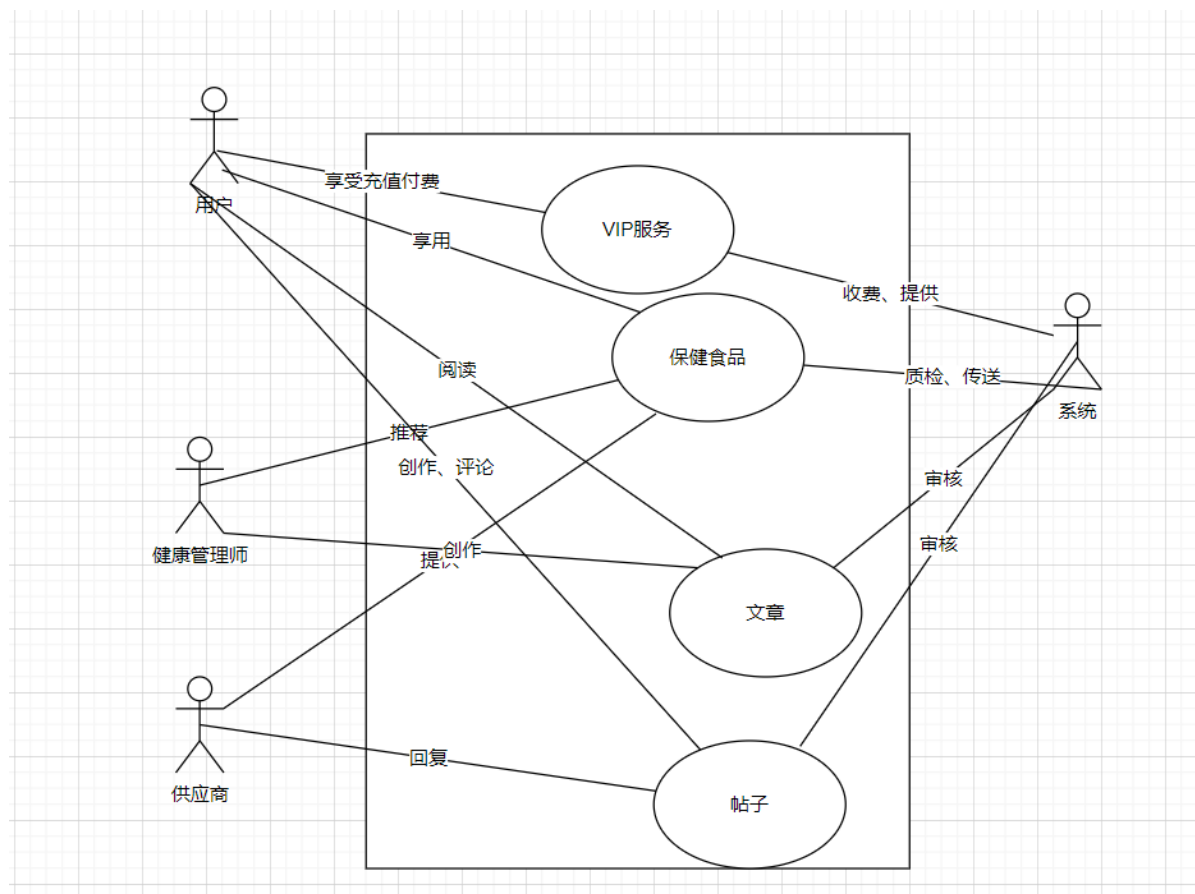 用户
享受充值付费
VIP服务
享用
收费、提供
保健食品
阅读
质检、传送
系统
推荐
创作、评论
审核
健康管理师
创作
提供
审核
文章
回复
供应商
帖子